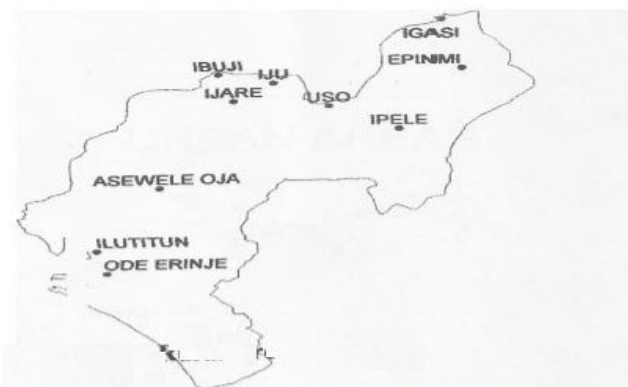 IGASI
EPINIMI
IBUJI
IJU
IJARE
USO
IPELE
ASEWELE OJA
ILUTITUN
ODE ERINJE